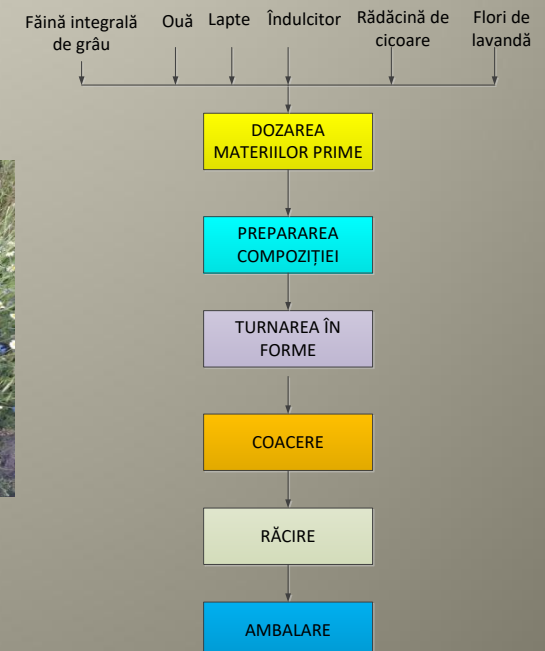 Făină integrală
de grâu
Ouă
Lapte
Îndulcitor
Rădăcină de
cicoare
Flori de
lavandă
DOZAREA
MATERIILOR PRIME
PREPARAREA
COMPOZIȚIEI
TURNAREA ÎN
FORME
COACERE
RĂCIRE
AMBALARE